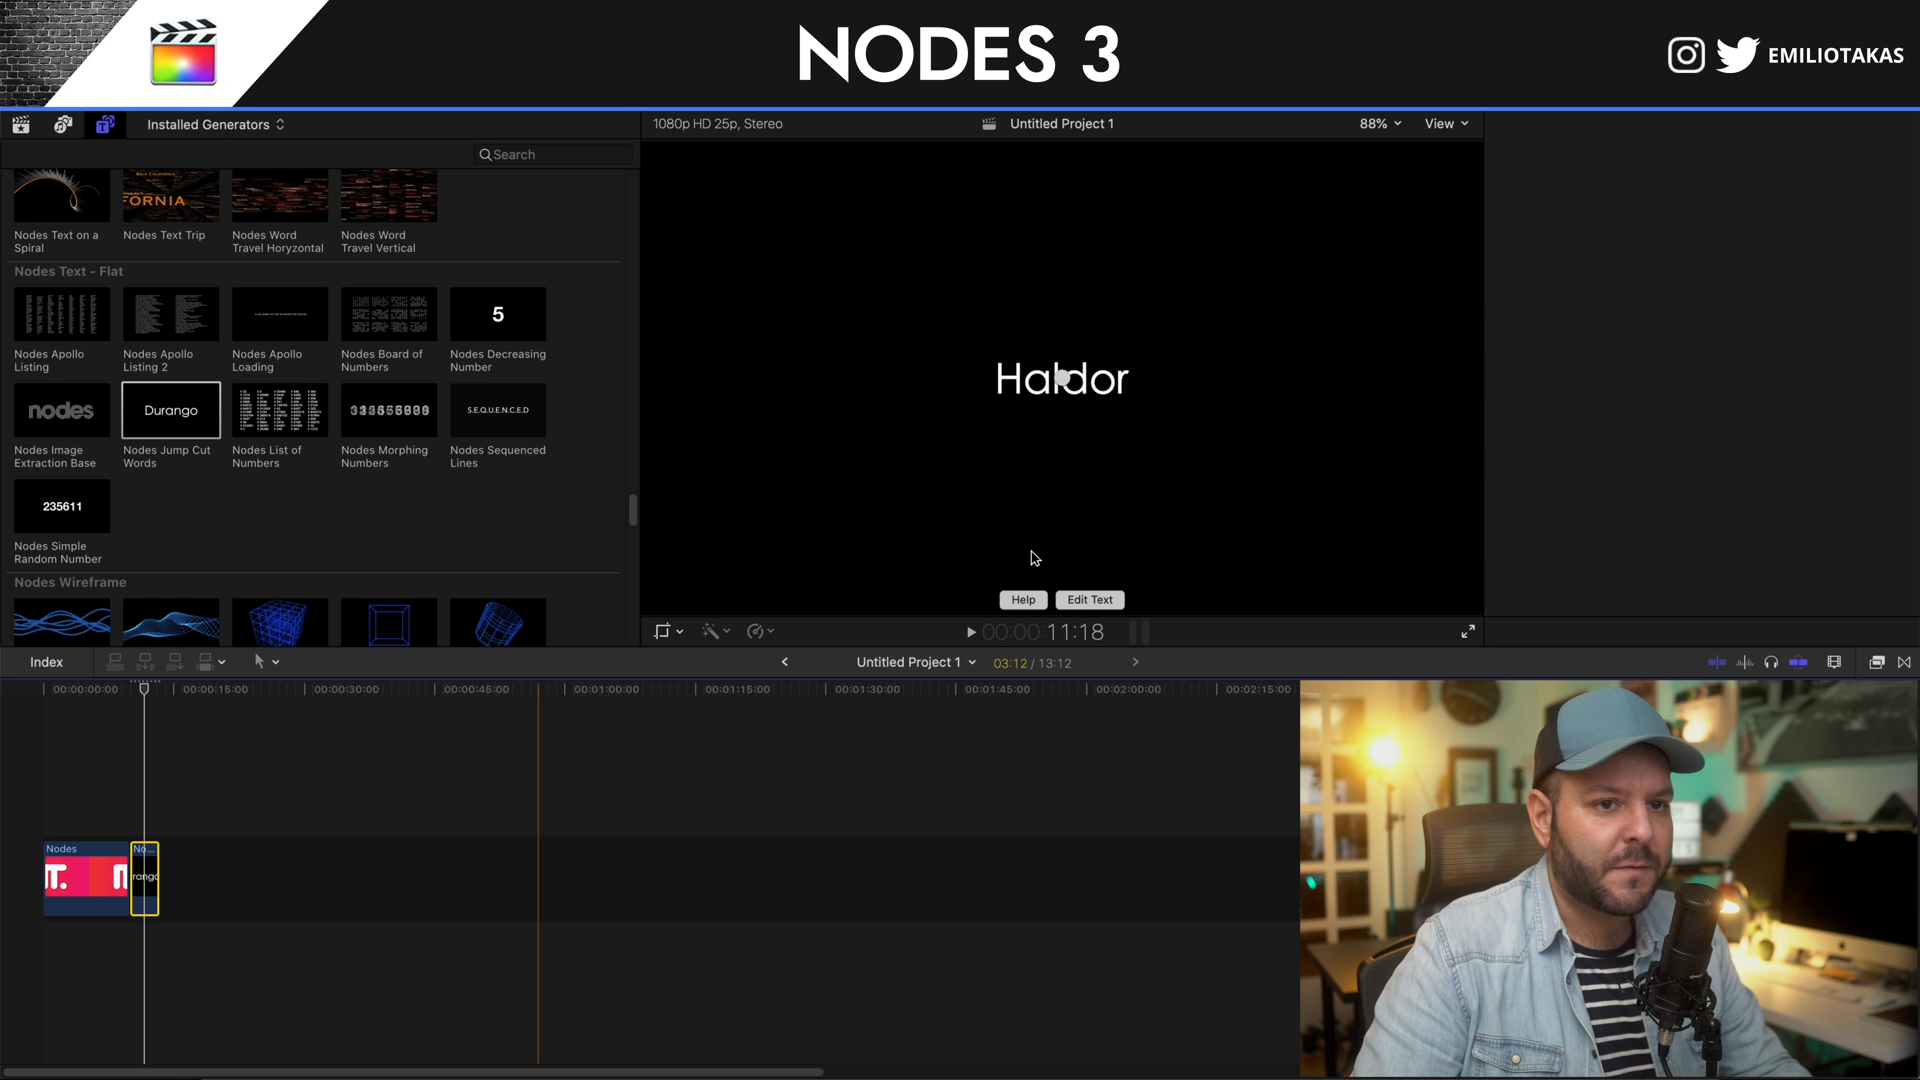 NODES 3
EMILIOTAKAS
Installed Generators
1080p HD 25p, Stereo
Untitled Project 1
88%
View
Search
BAJA CALIFORNIA
FORNIA
Nodes Text on a
Spiral
Nodes Text Trip
Nodes Word
Travel Horyzontal
Nodes Word
Travel Vertical
Nodes Text - Flat
5
Nodes Apollo
Listing
Nodes Apollo
Listing 2
Nodes Apollo
Loading
Nodes Board of
Numbers
Nodes Decreasing
Number
nodes
Durango
S.E.Q.U.E.N.C.E.D
Nodes Image
Extraction Base
Nodes Jump Cut
Words
Nodes List of
Numbers
Nodes Morphing
Numbers
Nodes Sequenced
Lines
235611
Nodes Simple
Random Number
Nodes Wireframe
Haldor
Help
Edit Text
00:00:11:18
Index
Untitled Project 1
03:12 / 13:12
00:00:00:00
00:00:15:00
00:00:30:00
00:00:45:00
00:01:00:00
00:01:15:00
00:01:30:00
00:01:45:00
00:02:00:00
00:02:15:00
Nodes
No...
T.
rango